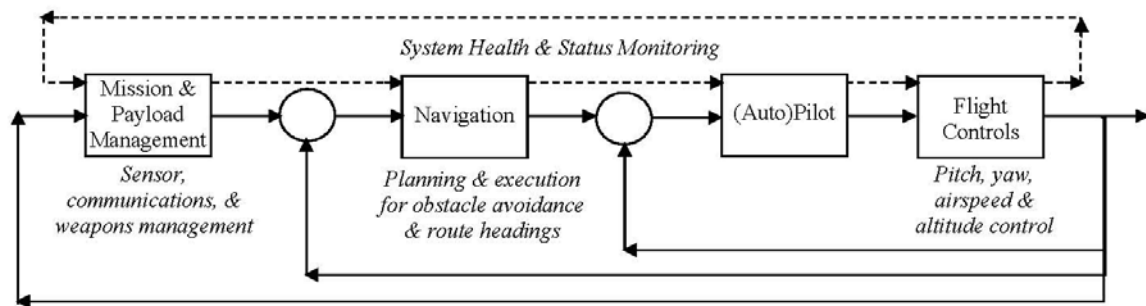 System Health & Status Monitoring
Mission &
Payload
Management
Navigation
(Auto)Pilot
Flight
Controls
Sensor,
communications, &
weapons management
Planning & execution
for obstacle avoidance
& route headings
Pitch, yaw,
airspeed &
altitude control